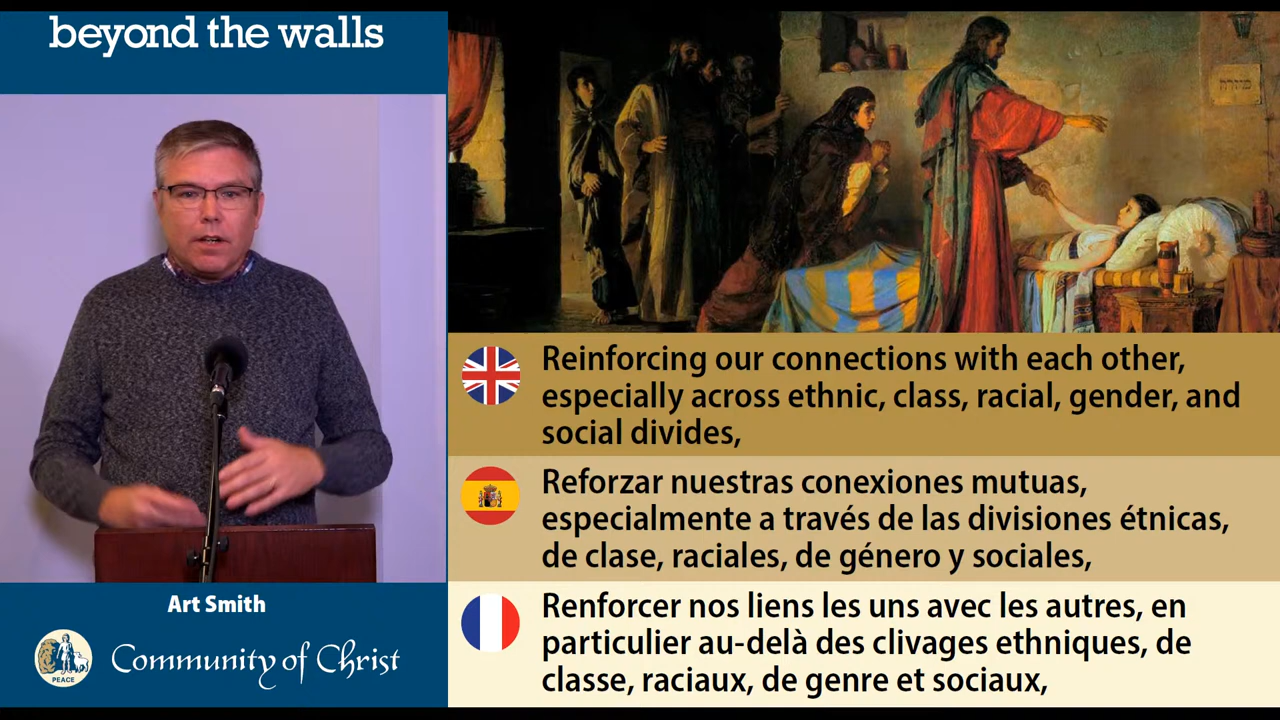 beyond the walls
Art Smith
PEACE
Community of Christ
Reinforcing our connections with each other,
especially across ethnic, class, racial, gender, and
social divides,
Reforzar nuestras conexiones mutuas,
especialmente a través de las divisiones étnicas,
de clase, raciales, de género y sociales,
Renforcer nos liens les uns avec les autres, en
particulier au-delà des clivages ethniques, de
classe, raciaux, de genre et sociaux,